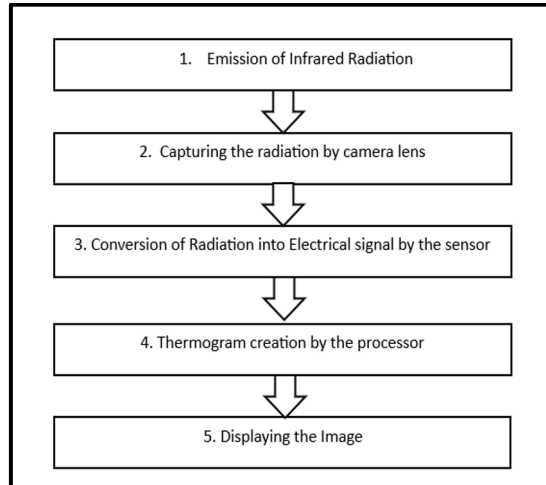 1. Emission of Infrared Radiation
2. Capturing the radiation by camera lens
3. Conversion of Radiation into Electrical signal by the sensor
4. Thermogram creation by the processor
5. Displaying the Image